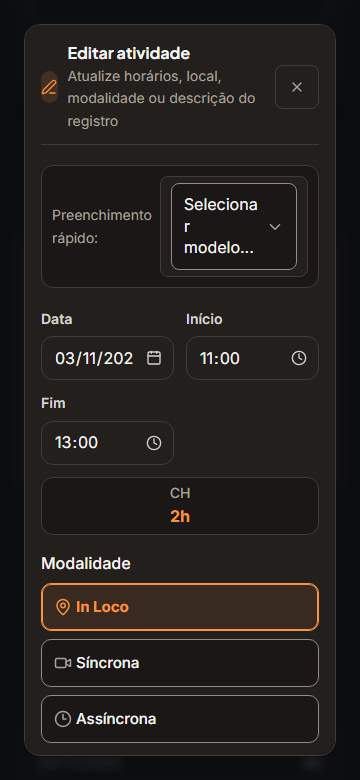 Editar atividade
Atualize horários, local,
modalidade ou descrição do
registro
Preenchimento
rápido:
Seleciona
r
modelo...
Data
Início
03/11/202
11:00
Fim
13:00
CH
2h
Modalidade
In Loco
Síncrona
Assíncrona